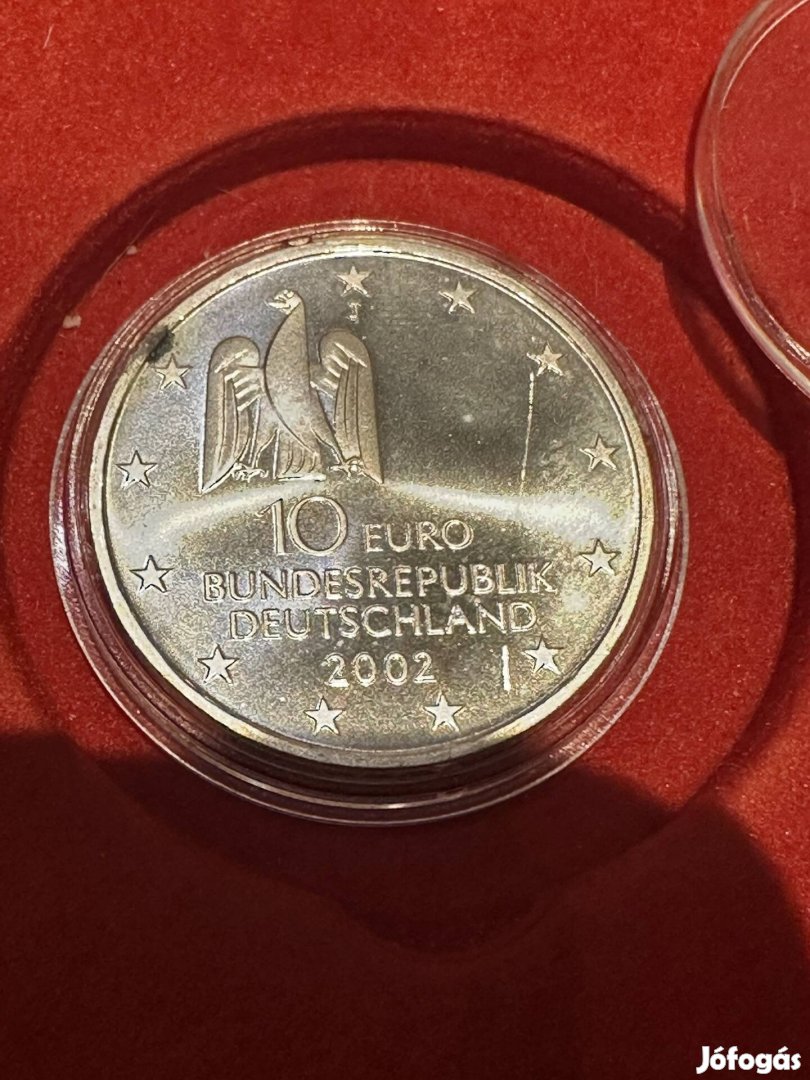 J
10 EURO
BUNDESREPUBLIK
DEUTSCHLAND
2002
Jófogás